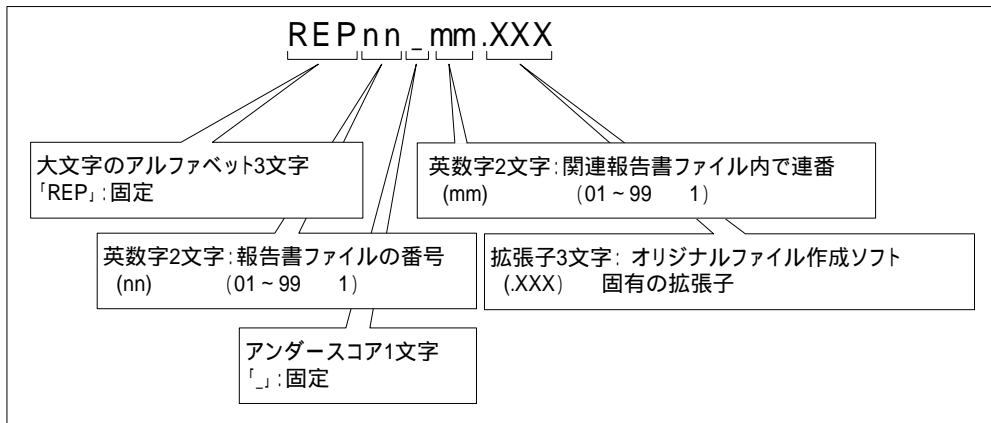 REPnn_mm.XXX
大文字のアルファベット3文字
「REP」:固定
英数字2文字:関連報告書ファイル内で連番
(mm) (01~99 1)
英数字2文字:報告書ファイルの番号
(nn) (01~99 1)
拡張子3文字: オリジナルファイル作成ソフト
(.XXX) 固有の拡張子
アンダースコア1文字
「_」:固定